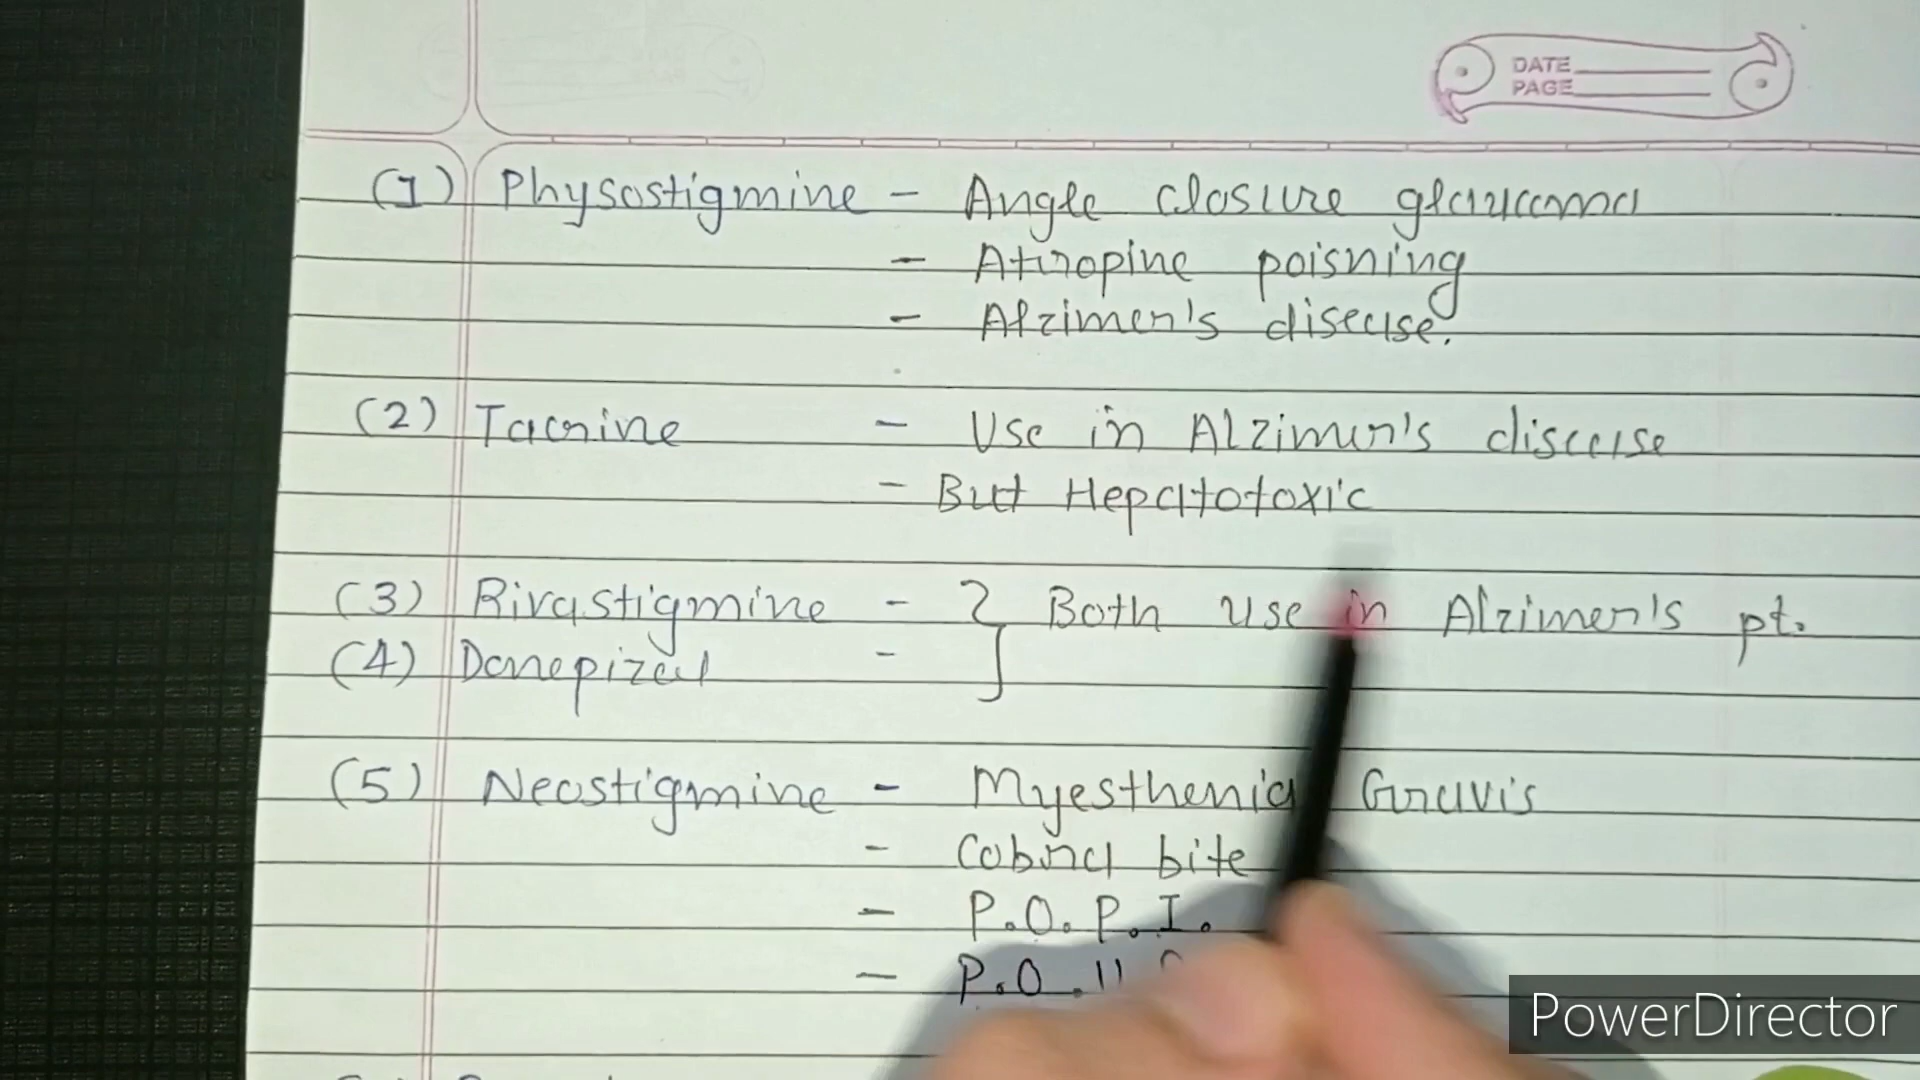 DATE
PAGE
(1) Physostigmine - Angle closure glaucoma
- Atropine poisning
- Alzimer's disease.
(2) Tacrine - Use in Alzimer's disease
- But Hepatotoxic
(3) Rivastigmine - } Both use in Alzimer's pt.
(4) Donepizal -
(5) Neostigmine - Myesthenia Gravis
- Cobra bite
- P.O.P.I.
- P.O.U.
PowerDirector